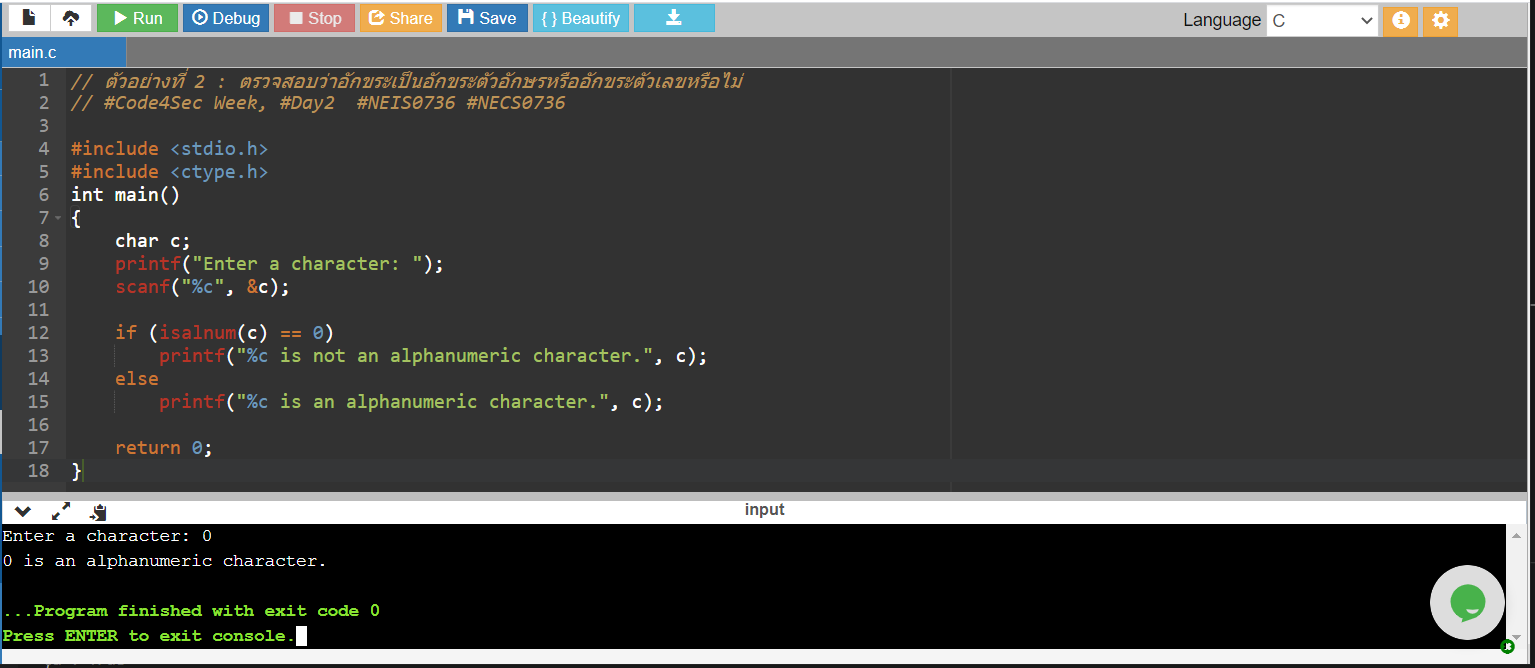 Run Debug Stop Share Save { } Beautify Language C
main.c
1 // ตัวอย่างที่ 2 : ตรวจสอบว่าอักขระเป็นอักขระตัวอักษรหรืออักขระตัวเลขหรือไม่
2 // #Code4Sec Week, #Day2  #NEIS0736 #NECS0736
3
4 #include <stdio.h>
5 #include <ctype.h>
6 int main()
7 {
8     char c;
9     printf("Enter a character: ");
10     scanf("%c", &c);
11
12     if (isalnum(c) == 0)
13         printf("%c is not an alphanumeric character.", c);
14     else
15         printf("%c is an alphanumeric character.", c);
16
17     return 0;
18 }
input
Enter a character: 0
0 is an alphanumeric character.
...Program finished with exit code 0
Press ENTER to exit console.